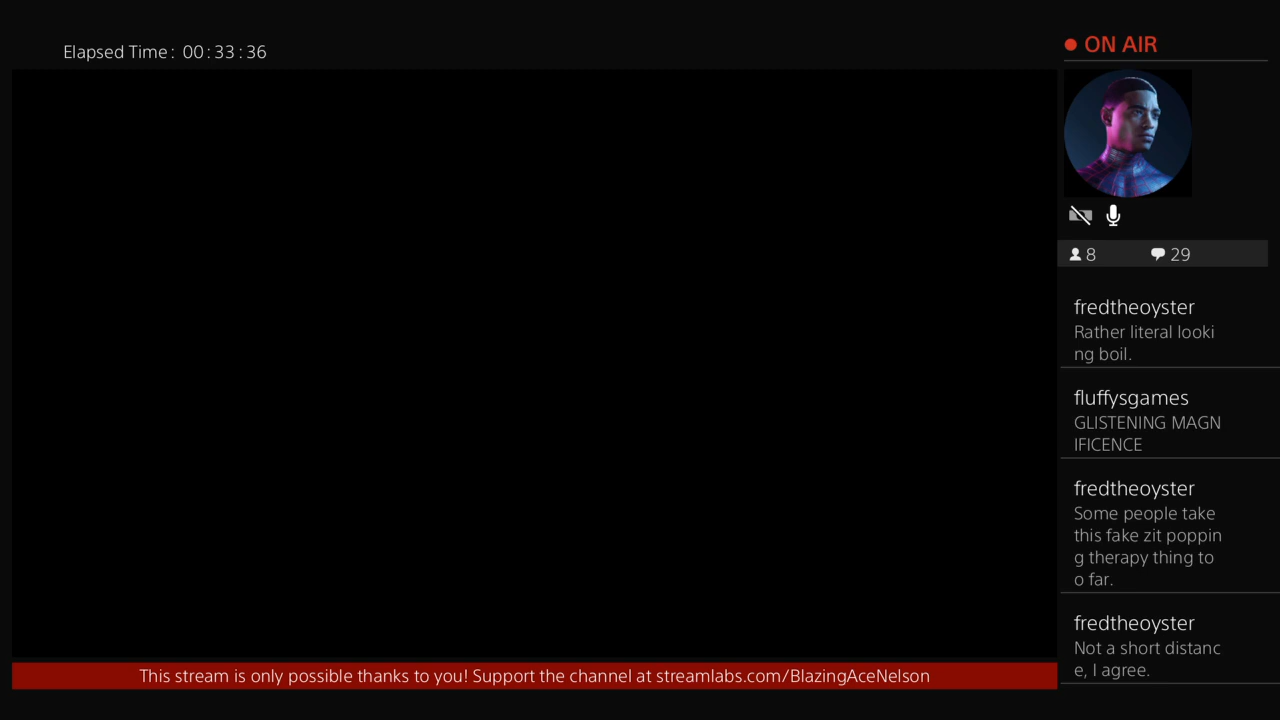 Elapsed Time: 00:33:36
ON AIR
8 29
fredtheoyster
Rather literal looki
ng boil.
fluffysgames
GLISTENING MAGN
IFICENCE
fredtheoyster
Some people take
this fake zit poppin
g therapy thing to
o far.
fredtheoyster
Not a short distanc
e, I agree.
This stream is only possible thanks to you! Support the channel at streamlabs.com/BlazingAceNelson